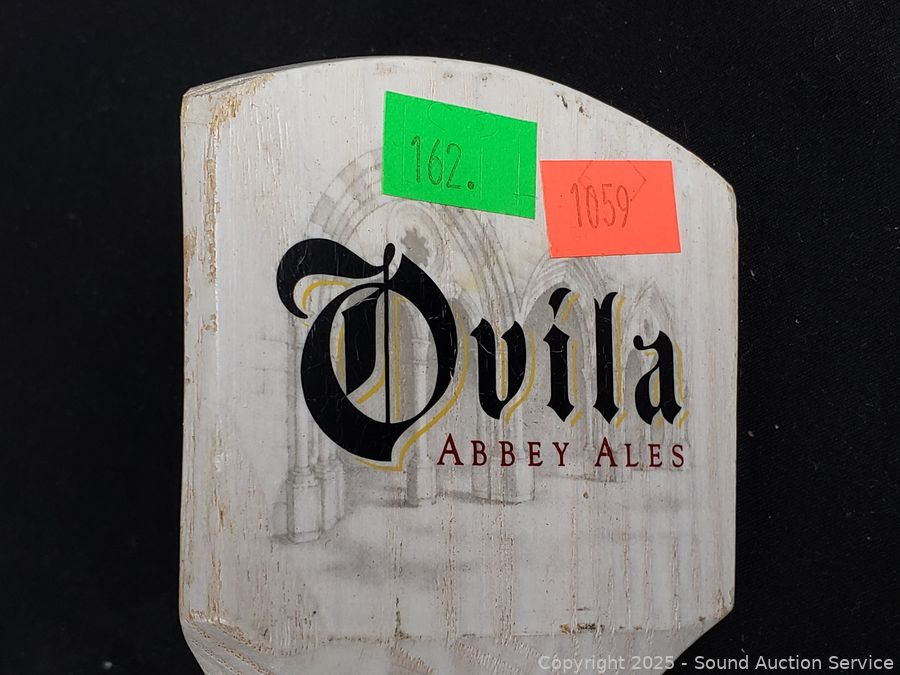 162.
1059
Ovila
ABBEY ALES
Copyright 2025 - Sound Auction Service